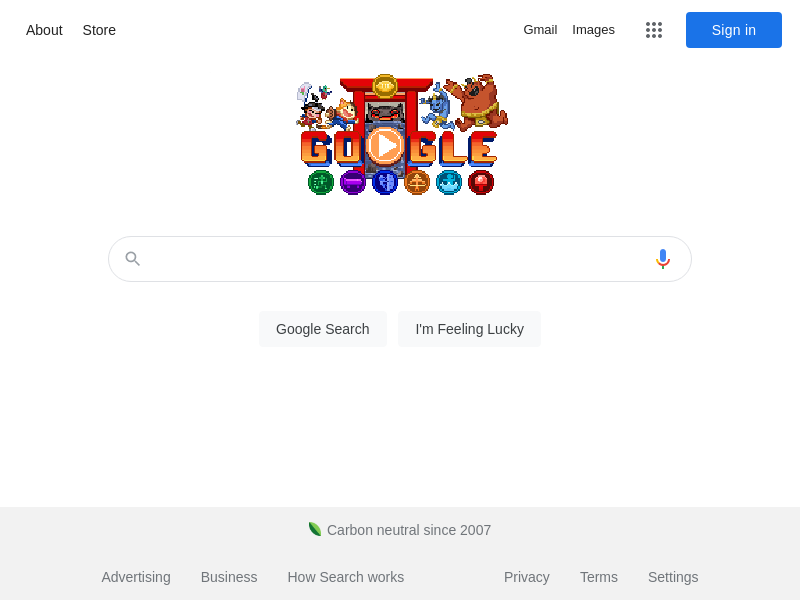 About Store Gmail Images Sign in
GOOGLE
Google Search I'm Feeling Lucky
Carbon neutral since 2007
Advertising Business How Search works Privacy Terms Settings